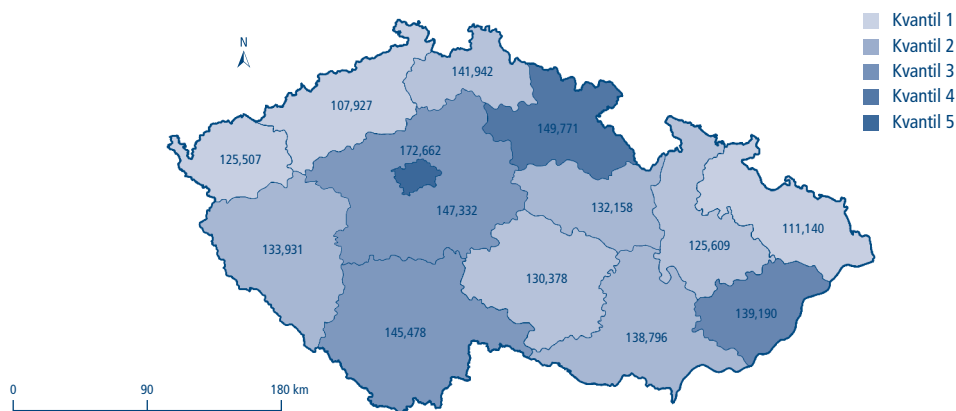 Kvantil 1
Kvantil 2
Kvantil 3
Kvantil 4
Kvantil 5
N
141,942
107,927
149,771
172,662
125,507
147,332
132,158
133,931
125,609
111,140
130,378
139,190
145,478
138,796
0 90 180 km